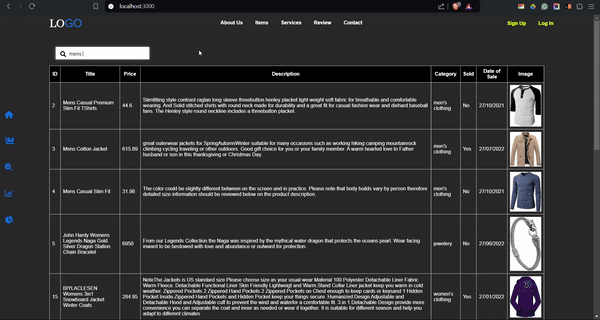 localhost:3000
LOGO
About Us Items Services Review Contact
Sign Up Log In
mens
ID Title Price Description Category Sold Date of Sale Image
2 Mens Casual Premium Slim Fit TShirts 44.6 Slimfitting style contrast raglan long sleeve threebutton henley placket light weight soft fabric for breathable and comfortable wearing. And Solid stitched shirts with round neck made for durability and a great fit for casual fashion wear and diehard baseball fans. The Henley style round neckline includes a threebutton placket. men's clothing No 27/10/2021
3 Mens Cotton Jacket 615.89 great outerwear jackets for SpringAutumnWinter suitable for many occasions such as working hiking camping mountainrock climbing cycling traveling or other outdoors. Good gift choice for you or your family member. A warm hearted love to Father husband or son in this thanksgiving or Christmas Day. men's clothing Yes 27/07/2022
4 Mens Casual Slim Fit 31.98 The color could be slightly different between on the screen and in practice. Please note that body builds vary by person therefore detailed size information should be reviewed below on the product description. men's clothing No 27/10/2021
5 John Hardy Womens Legends Naga Gold Silver Dragon Station Chain Bracelet 6950 From our Legends Collection the Naga was inspired by the mythical water dragon that protects the oceans pearl. Wear facing inward to be bestowed with love and abundance or outward for protection. jewelery No 27/06/2022
15 BIYLACLESEN Womens 3in1 Snowboard Jacket Winter Coats 284.95 NoteThe Jackets is US standard size Please choose size as your usual wear Material 100 Polyester Detachable Liner Fabric Warm Fleece. Detachable Functional Liner Skin Friendly Lightweigt and Warm.Stand Collar Liner jacket keep you warm in cold weather. Zippered Pockets 2 Zippered Hand Pockets 2 Zippered Pockets on Chest enough to keep cards or keysand 1 Hidden Pocket Inside.Zippered Hand Pockets and Hidden Pocket keep your things secure. Humanized Design Adjustable and Detachable Hood and Adjustable cuff to prevent the wind and waterfor a comfortable fit. 3 in 1 Detachable Design provide more convenience you can separate the coat and inner as needed or wear it together. It is suitable for different season and help you adapt to different climates women's clothing Yes 27/01/2022